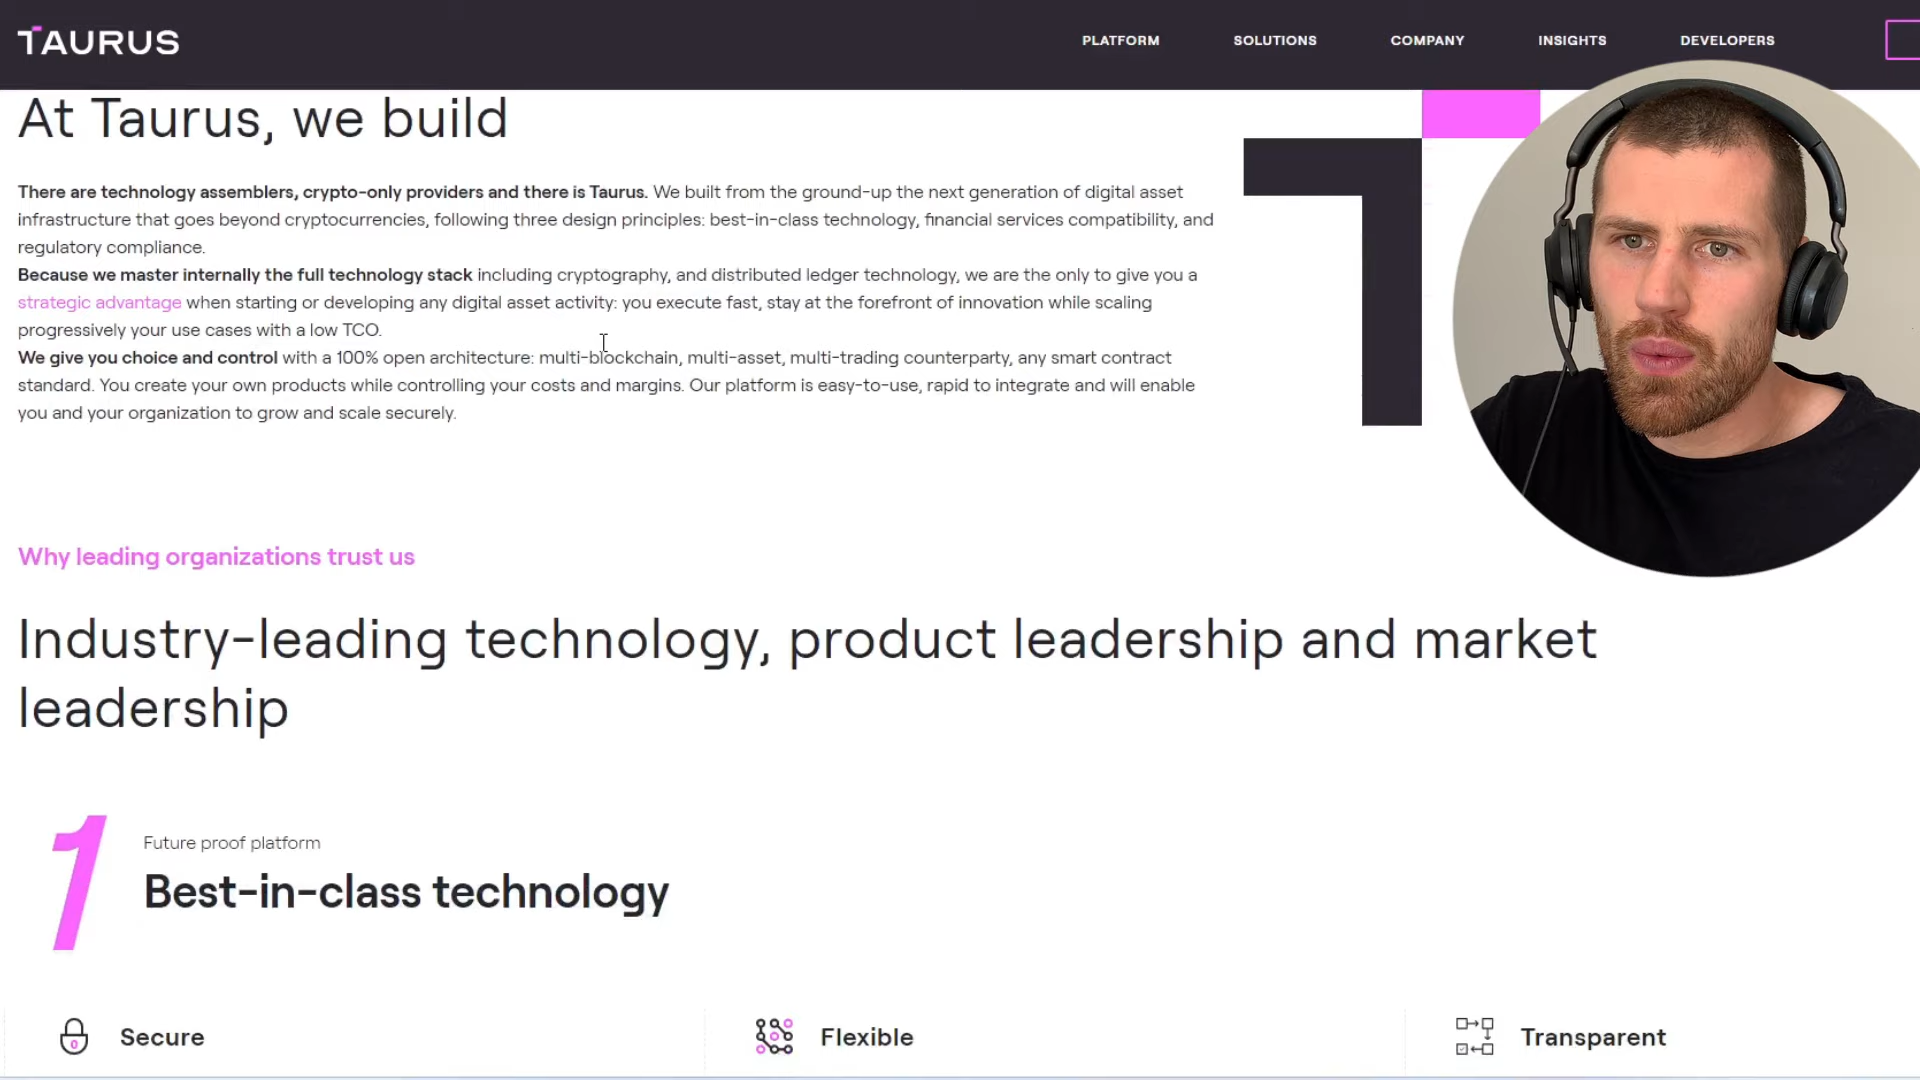 TAURUS
PLATFORM
SOLUTIONS
COMPANY
INSIGHTS
DEVELOPERS
At Taurus, we build
There are technology assemblers, crypto-only providers and there is Taurus. We built from the ground-up the next generation of digital asset
infrastructure that goes beyond cryptocurrencies, following three design principles: best-in-class technology, financial services compatibility, and
regulatory compliance.
Because we master internally the full technology stack including cryptography, and distributed ledger technology, we are the only to give you a
strategic advantage when starting or developing any digital asset activity: you execute fast, stay at the forefront of innovation while scaling
progressively your use cases with a low TCO.
We give you choice and control with a 100% open architecture: multi-blockchain, multi-asset, multi-trading counterparty, any smart contract
standard. You create your own products while controlling your costs and margins. Our platform is easy-to-use, rapid to integrate and will enable
you and your organization to grow and scale securely.
Why leading organizations trust us
Industry-leading technology, product leadership and market
leadership
1
Future proof platform
Best-in-class technology
Secure
Flexible
Transparent